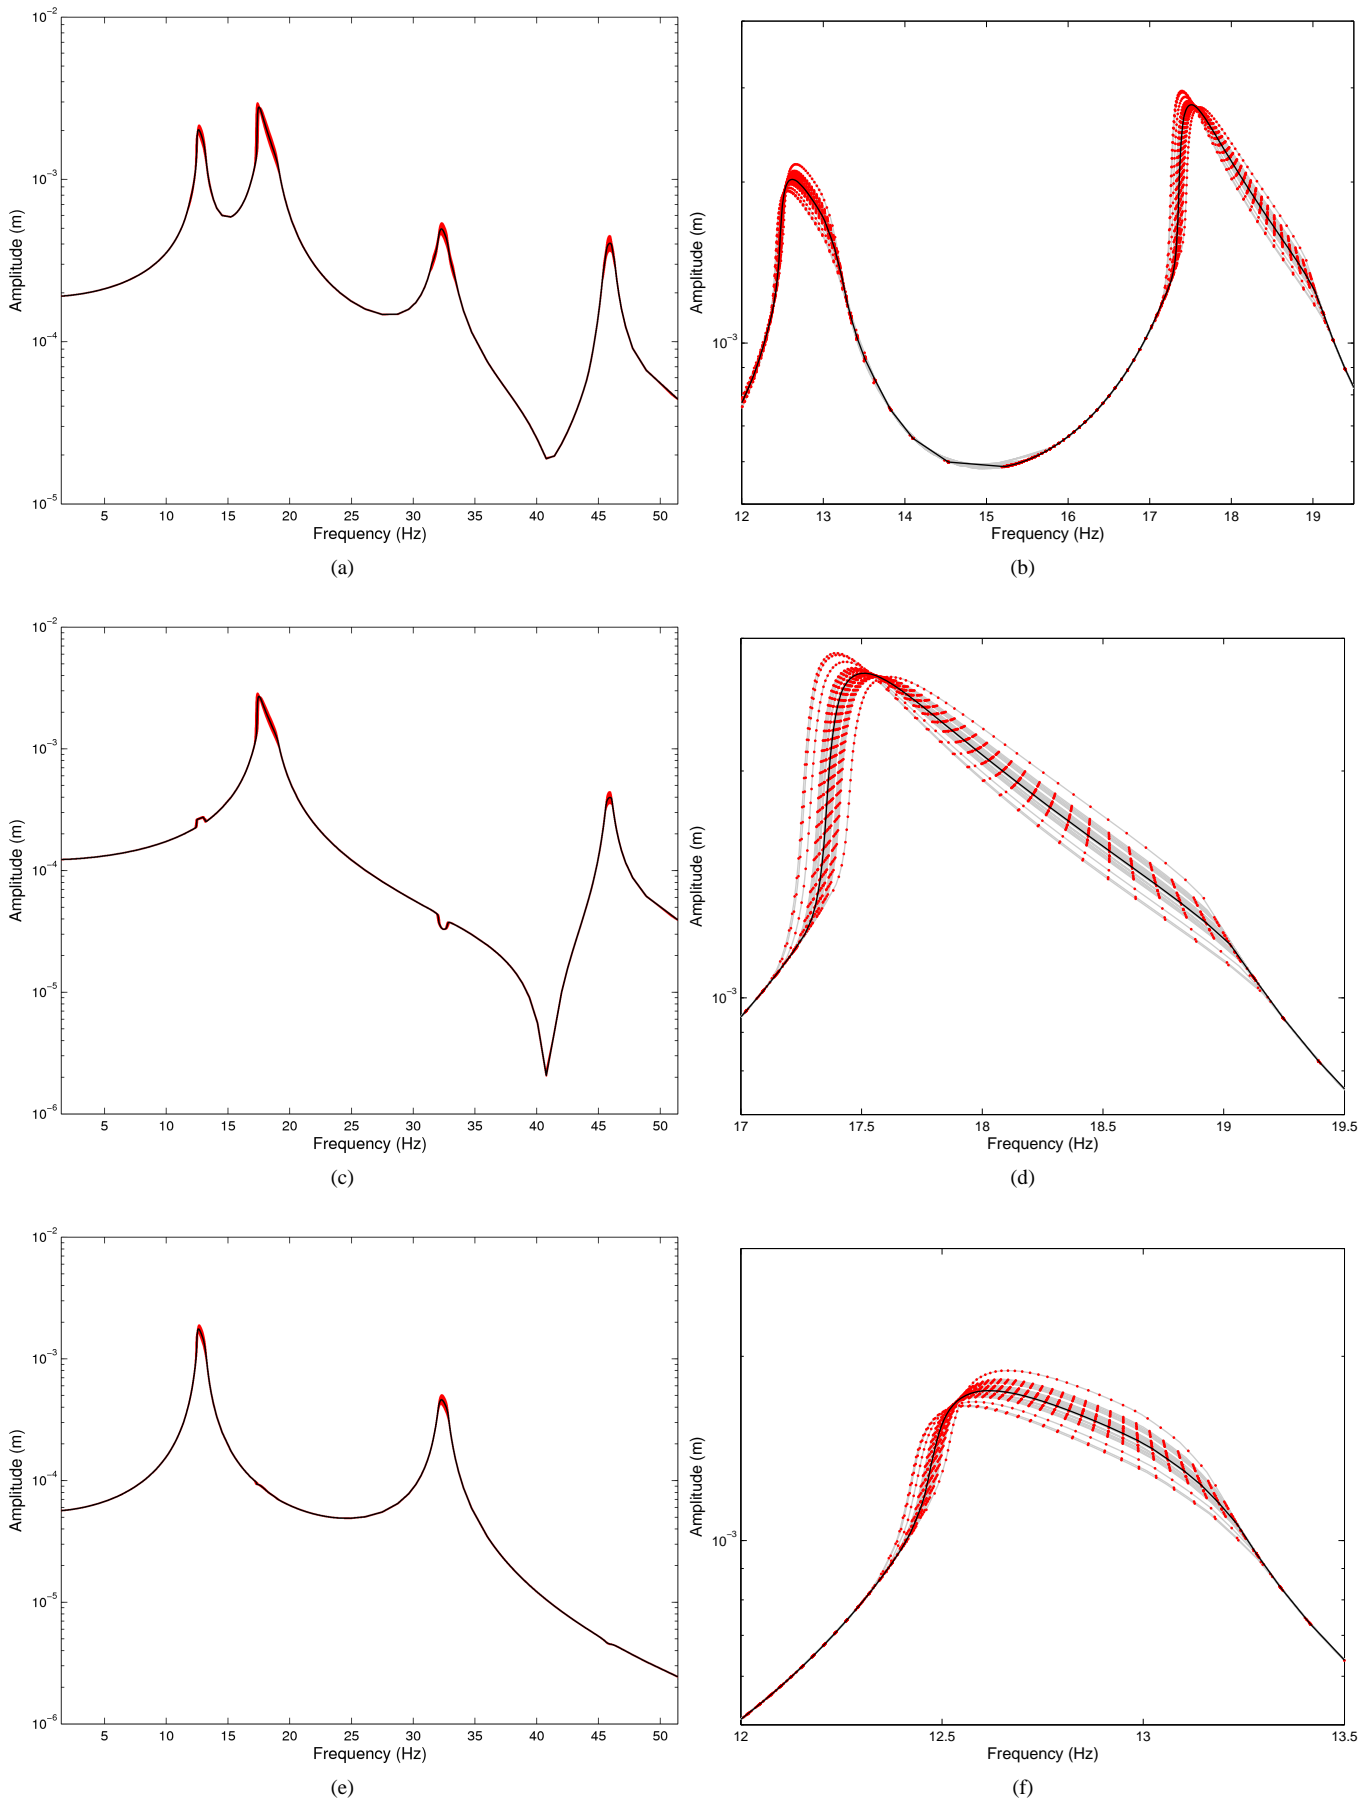 10−2
10−3
10−4
10−5
Amplitude (m)
5 10 15 20 25 30 35 40 45 50
Frequency (Hz)
(a)
10−3
Amplitude (m)
12 13 14 15 16 17 18 19
Frequency (Hz)
(b)
10−2
10−3
10−4
10−5
10−6
Amplitude (m)
5 10 15 20 25 30 35 40 45 50
Frequency (Hz)
(c)
10−3
Amplitude (m)
17 17.5 18 18.5 19 19.5
Frequency (Hz)
(d)
10−2
10−3
10−4
10−5
10−6
Amplitude (m)
5 10 15 20 25 30 35 40 45 50
Frequency (Hz)
(e)
10−3
Amplitude (m)
12 12.5 13 13.5
Frequency (Hz)
(f)